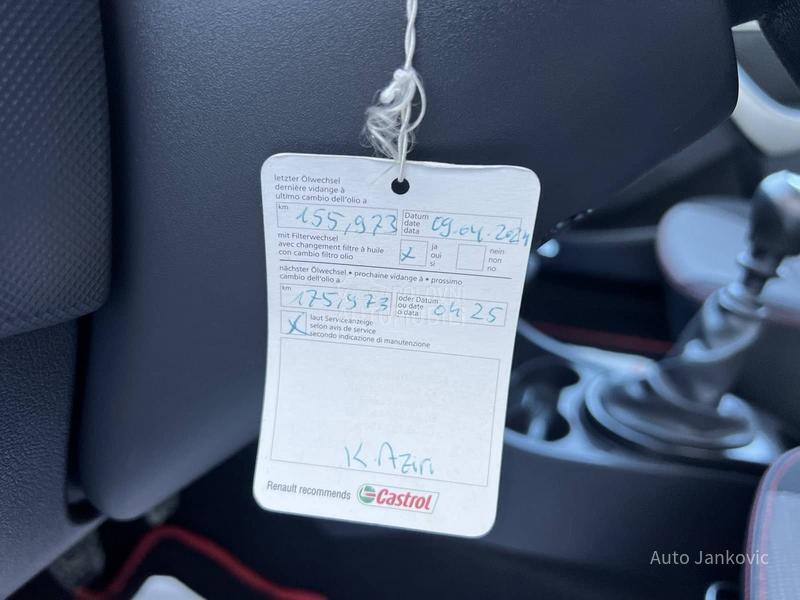 letzter Ölwechsel
dernière vidange à
ultimo cambio dell'olio a
km 155,973 Datum date data 09.04.2024
mit Filterwechsel
avec changement filtre à huile
con cambio filtro olio
x ja oui si
nein non no
nächster Ölwechsel • prochaine vidange à • prossimo
cambio dell'olio a
km 175,973 oder Datum ou date o data 04 25
x laut Serviceanzeige
selon avis de service
secondo indicazione di manutenzione
K. Aziri
Renault recommends Castrol
Auto Jankovic